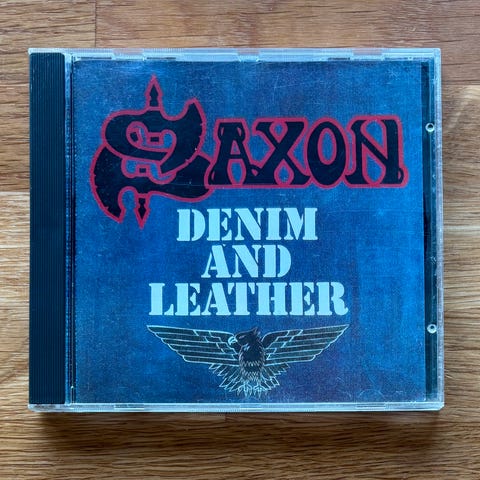 SAXON
DENIM
AND
LEATHER